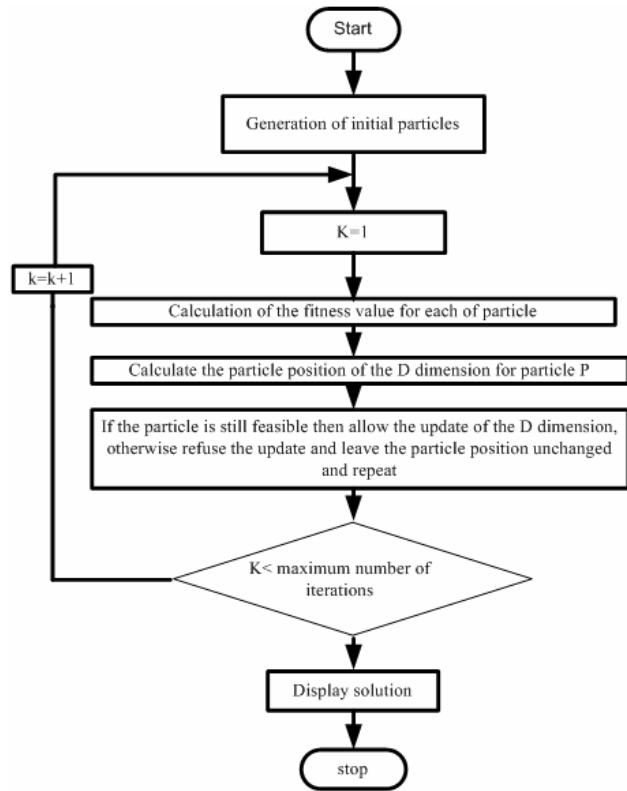 Start
Generation of initial particles
K=1
k=k+1
Calculation of the fitness value for each of particle
Calculate the particle position of the D dimension for particle P
If the particle is still feasible then allow the update of the D dimension,
otherwise refuse the update and leave the particle position unchanged
and repeat
K< maximum number of
iterations
Display solution
stop